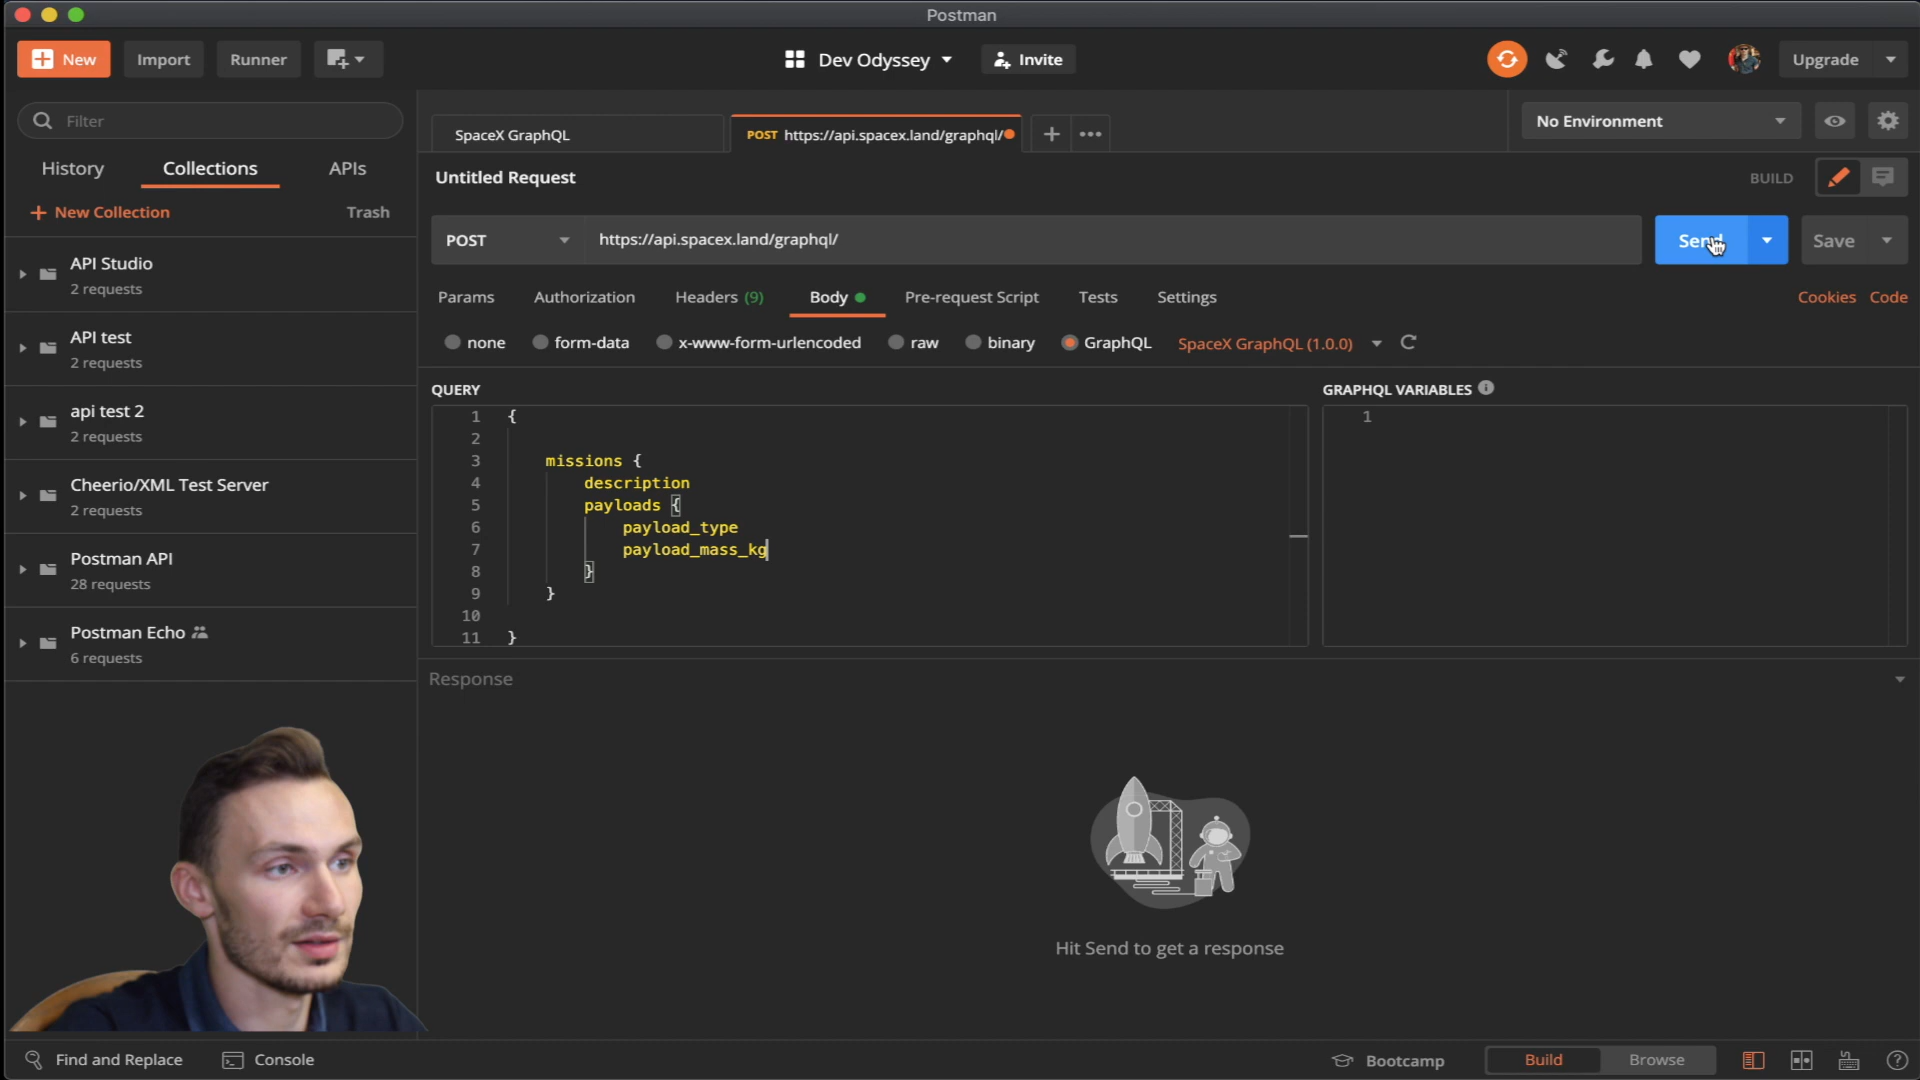 Postman
New
Import
Runner
Dev Odyssey
Invite
Upgrade
Filter
History
Collections
APIs
New Collection
Trash
API Studio
2 requests
API test
2 requests
api test 2
2 requests
Cheerio/XML Test Server
2 requests
Postman API
28 requests
Postman Echo
6 requests
SpaceX GraphQL
POST https://api.spacex.land/graphql/
No Environment
Untitled Request
BUILD
POST
https://api.spacex.land/graphql/
Send
Save
Params
Authorization
Headers (9)
Body
Pre-request Script
Tests
Settings
Cookies
Code
none
form-data
x-www-form-urlencoded
raw
binary
GraphQL
SpaceX GraphQL (1.0.0)
QUERY
1 {
2
3 missions {
4 description
5 payloads {
6 payload_type
7 payload_mass_kg
8 }
9 }
10
11 }
GRAPHQL VARIABLES
1
Response
Hit Send to get a response
Find and Replace
Console
Bootcamp
Build
Browse